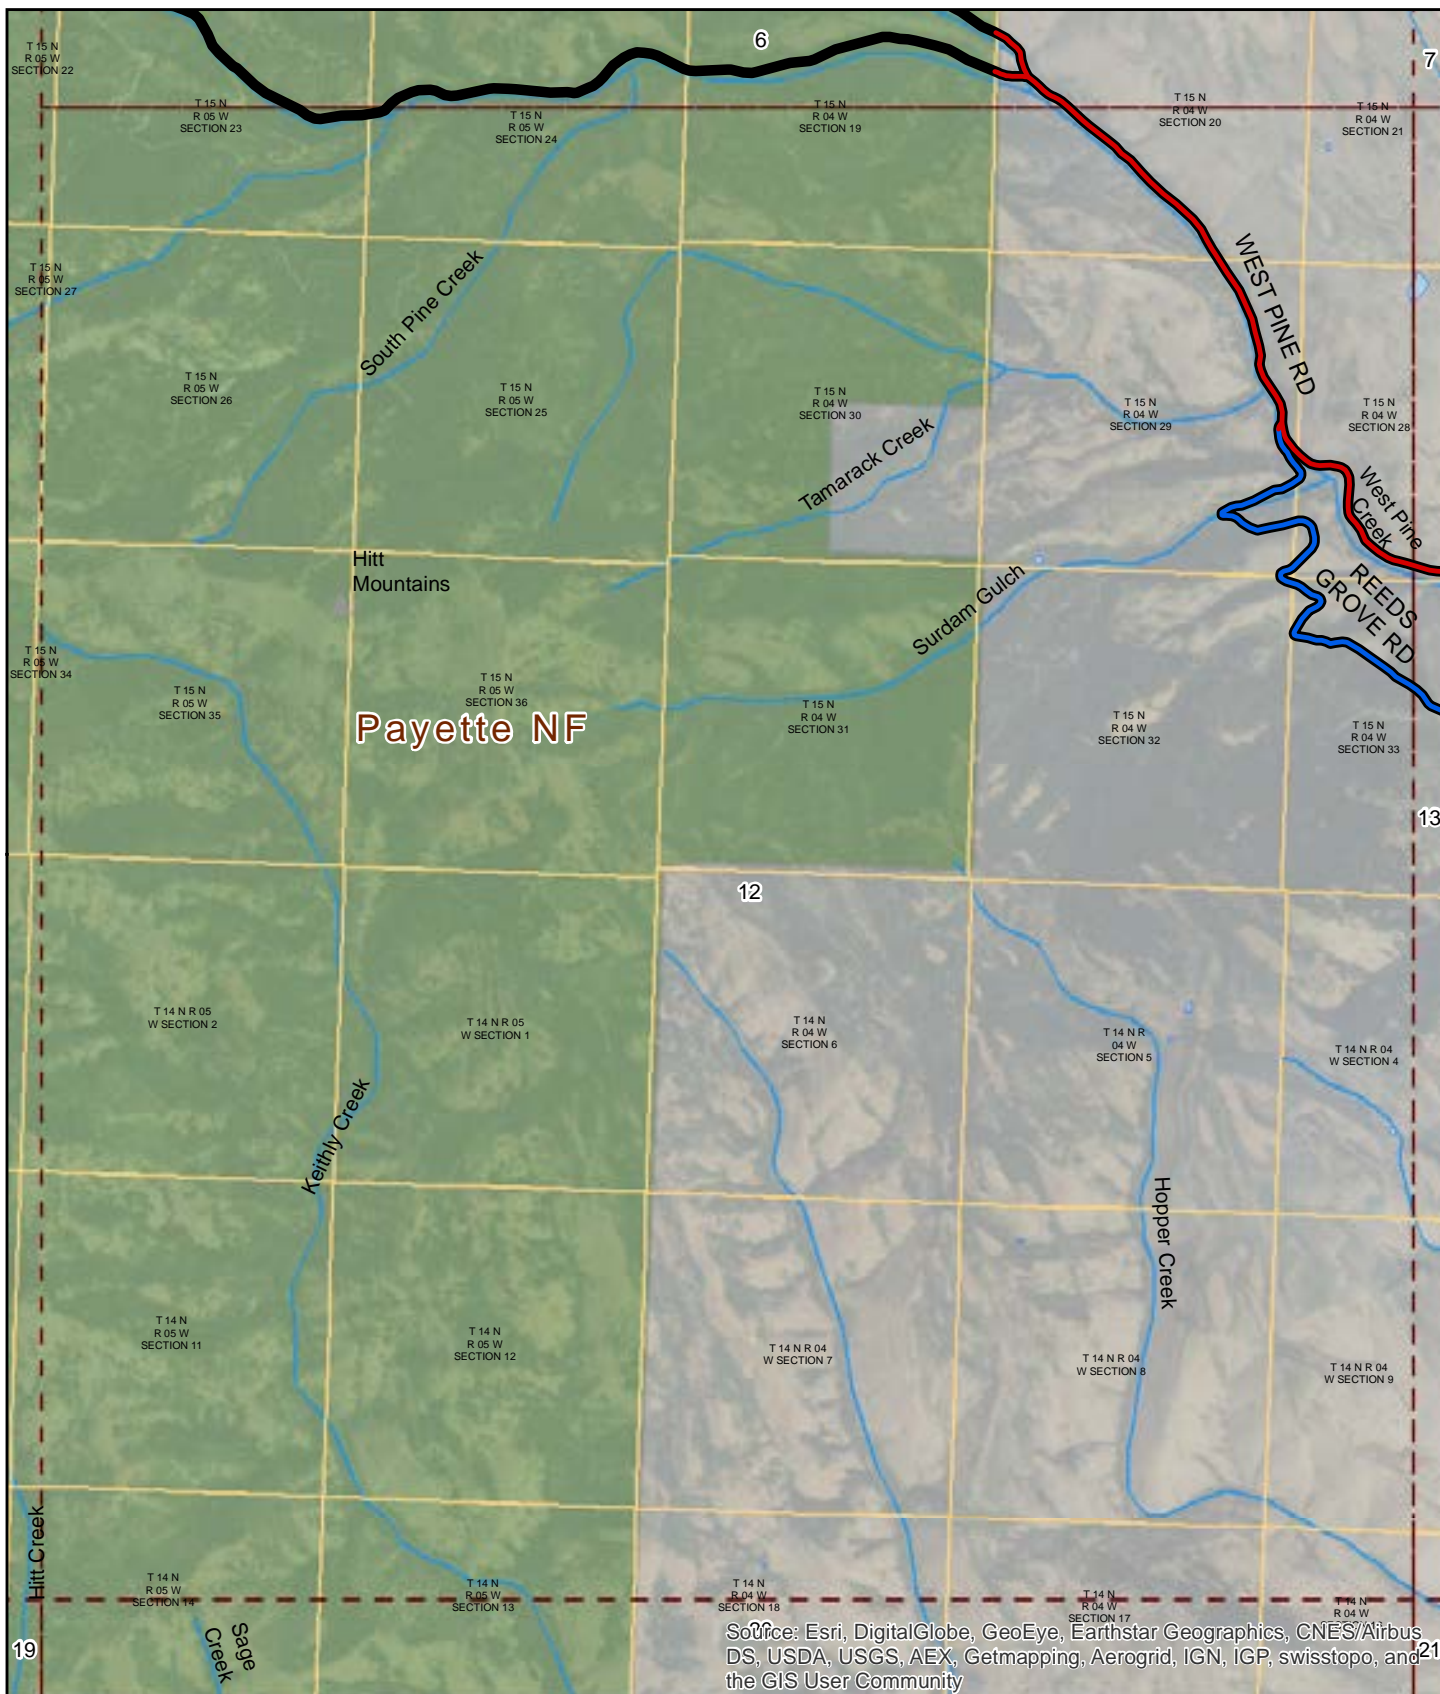 6
7
T 15 N
R 05 W
SECTION 22
T 15 N
R 05 W
SECTION 23
T 15 N
R 05 W
SECTION 24
T 15 N
R 04 W
SECTION 19
T 15 N
R 04 W
SECTION 20
T 15 N
R 04 W
SECTION 21
T 15 N
R 05 W
SECTION 27
South Pine Creek
WEST PINE RD
T 15 N
R 05 W
SECTION 26
T 15 N
R 05 W
SECTION 25
T 15 N
R 04 W
SECTION 30
T 15 N
R 04 W
SECTION 29
T 15 N
R 04 W
SECTION 28
Tamarack Creek
West Pine
Creek
Hitt
Mountains
Surdam Gulch
REEDS
GROVE RD
T 15 N
R 05 W
SECTION 34
T 15 N
R 05 W
SECTION 35
T 15 N
R 05 W
SECTION 36
Payette NF
T 15 N
R 04 W
SECTION 31
T 15 N
R 04 W
SECTION 32
T 15 N
R 04 W
SECTION 33
13
12
T 14 N R 05
W SECTION 2
T 14 N R 05
W SECTION 1
T 14 N
R 04 W
SECTION 6
T 14 N R
04 W
SECTION 5
T 14 N R 04
W SECTION 4
Keithly Creek
Hopper Creek
T 14 N
R 05 W
SECTION 11
T 14 N
R 05 W
SECTION 12
T 14 N R 04
W SECTION 7
T 14 N R 04
W SECTION 8
T 14 N R 04
W SECTION 9
Hitt Creek
T 14 N
R 05 W
SECTION 14
T 14 N
R 05 W
SECTION 13
T 14 N
R 04 W
SECTION 18
T 14 N
R 04 W
SECTION 17
T 14 N
R 04 W
Sage
Creek
19
21
Source: Esri, DigitalGlobe, GeoEye, Earthstar Geographics, CNES/Airbus
DS, USDA, USGS, AEX, Getmapping, Aerogrid, IGN, IGP, swisstopo, and
the GIS User Community